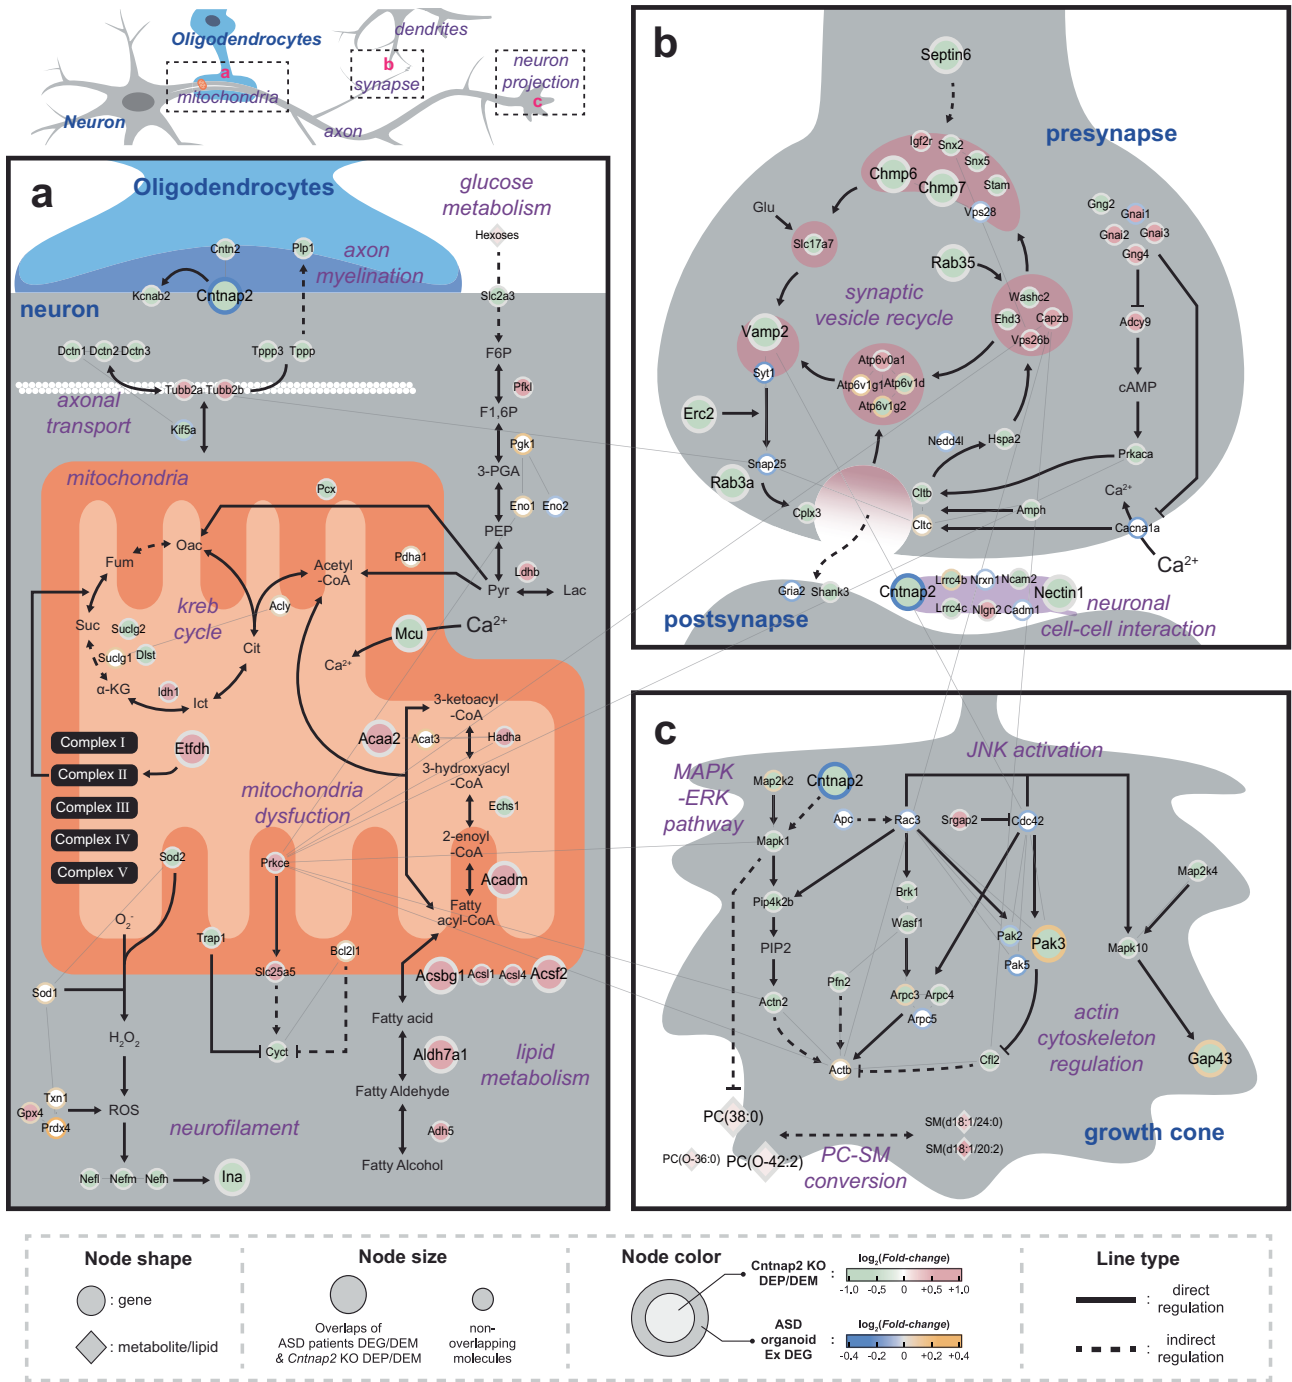 Oligodendrocytes
dendrites
a
b
mitochondria
synapse
neuron
projection
c
Neuron
axon
a
Oligodendrocytes
glucose
metabolism
Hexoses
Cntn2
Plp1
axon
myelination
Kcnab2
Cntnap2
neuron
Slc2a3
Dctn1
Dctn2
Dctn3
Tppp3
Tppp
F6P
Tubb2a
Tubb2b
Pfkl
axonal
transport
F1,6P
Kif5a
Pgk1
mitochondria
3-PGA
Pcx
Eno1
Eno2
PEP
Oac
Fum
Pdha1
Acetyl
-CoA
Ldhb
Pyr
Lac
kreb
cycle
Acly
Suc
Suclg2
Mcu
Ca2+
Cit
Suclg1
Dlst
Ca2+
α-KG
Idh1
Ict
3-ketoacyl
-CoA
Complex I
Etfdh
Acaa2
Acat3
Hadha
Complex II
3-hydroxyacyl
-CoA
mitochondria
dysfuction
Complex III
Echs1
Complex IV
2-enoyl
-CoA
Sod2
Prkce
Complex V
Acadm
O2-
Fatty
acyl-CoA
Trap1
Bcl2l1
Slc25a5
Acsbg1
Acsl1
Acsl4
Acsf2
Sod1
Fatty acid
H2O2
Cyct
Aldh7a1
lipid
metabolism
Fatty Aldehyde
Txn1
Gpx4
ROS
Prdx4
neurofilament
Adh5
Fatty Alcohol
Nefl
Nefm
Nefh
Ina
b
Septin6
presynapse
Igf2r
Snx2
Snx5
Chmp6
Chmp7
Stam
Vps28
Glu
Gng2
Gnai1
Gnai2
Gnai3
Gng4
Slc17a7
Rab35
synaptic
vesicle recycle
Washc2
Ehd3
Capzb
Vps26b
Adcy9
Vamp2
Syt1
Atp6v0a1
Atp6v1g1
Atp6v1d
Atp6v1g2
cAMP
Erc2
Nedd4l
Hspa2
Snap25
Prkaca
Rab3a
Cltb
Ca2+
Cplx3
Amph
Cltc
Cacna1a
Ca2+
Gria2
Shank3
Cntnap2
Lrrc4b
Nrxn1
Ncam2
Nectin1
Lrrc4c
Nlgn2
Cadm1
postsynapse
neuronal
cell-cell interaction
c
JNK activation
MAPK
-ERK
pathway
Map2k2
Cntnap2
Apc
Rac3
Srgap2
Cdc42
Mapk1
Map2k4
Brk1
Pip4k2b
Wasf1
Pak2
Pak3
PIP2
Mapk10
Pak5
Pfn2
Actn2
Arpc3
Arpc4
Arpc5
actin
cytoskeleton
regulation
Actb
Cfl2
Gap43
PC(38:0)
SM(d18:1/24:0)
growth cone
PC(O-36:0)
PC(O-42:2)
PC-SM
conversion
SM(d18:1/20:2)
Node shape
: gene
: metabolite/lipid
Node size
Overlaps of
ASD patients DEG/DEM
& Cntnap2 KO DEP/DEM
non-
overlapping
molecules
Node color
Cntnap2 KO
DEP/DEM
:
log2(Fold-change)
-1.0 -0.5 0 +0.5 +1.0
ASD
organoid
Ex DEG
:
log2(Fold-change)
-0.4 -0.2 0 +0.2 +0.4
Line type
: direct
regulation
: indirect
regulation